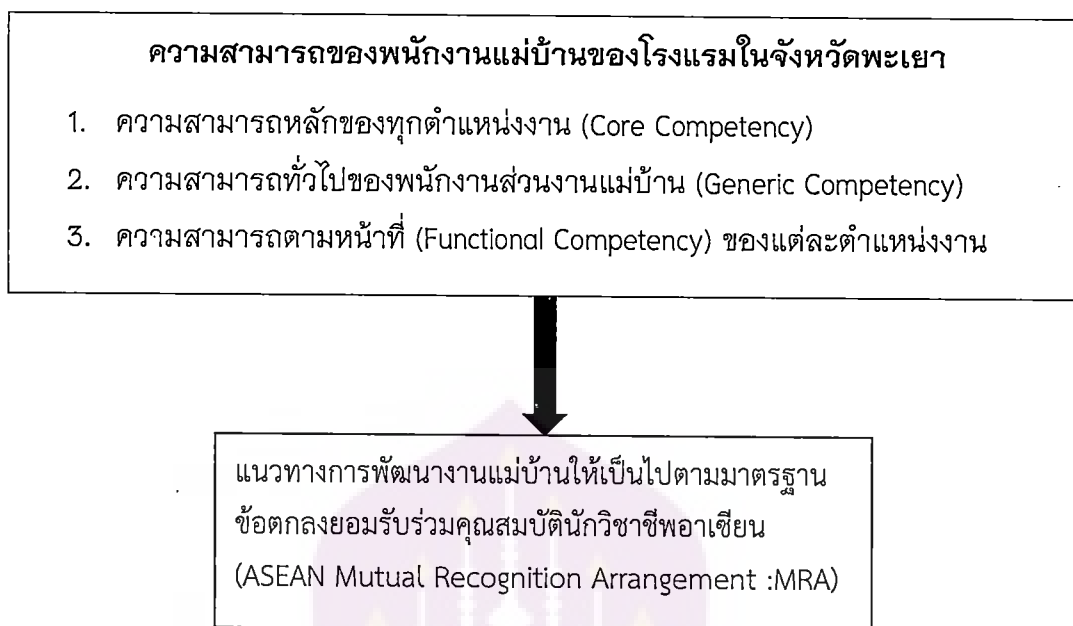 ความสามารถของพนักงานแม่บ้านของโรงแรมในจังหวัดพะเยา
1. ความสามารถหลักของทุกตำแหน่งงาน (Core Competency)
2. ความสามารถทั่วไปของพนักงานส่วนงานแม่บ้าน (Generic Competency)
3. ความสามารถตามหน้าที่ (Functional Competency) ของแต่ละตำแหน่งงาน
แนวทางการพัฒนางานแม่บ้านให้เป็นไปตามมาตรฐาน
ข้อตกลงยอมรับร่วมคุณสมบัตินักวิชาชีพอาเซียน
(ASEAN Mutual Recognition Arrangement :MRA)